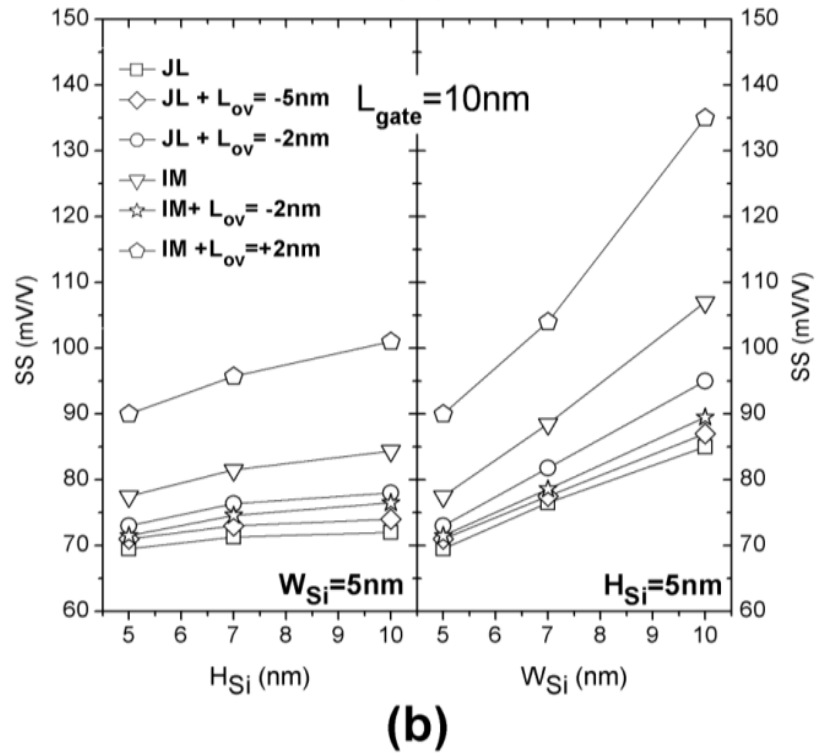 150
140
130
120
110
100
90
80
70
60
SS (mV/V)
JL
JL + Lov= -5nm
JL + Lov= -2nm
IM
IM+ Lov= -2nm
IM +Lov=+2nm
Lgate=10nm
WSi=5nm
HSi=5nm
150
140
130
120
110
100
90
80
70
60
SS (mV/V)
5 6 7 8 9 10
5 6 7 8 9 10
HSi (nm)
WSi (nm)
(b)